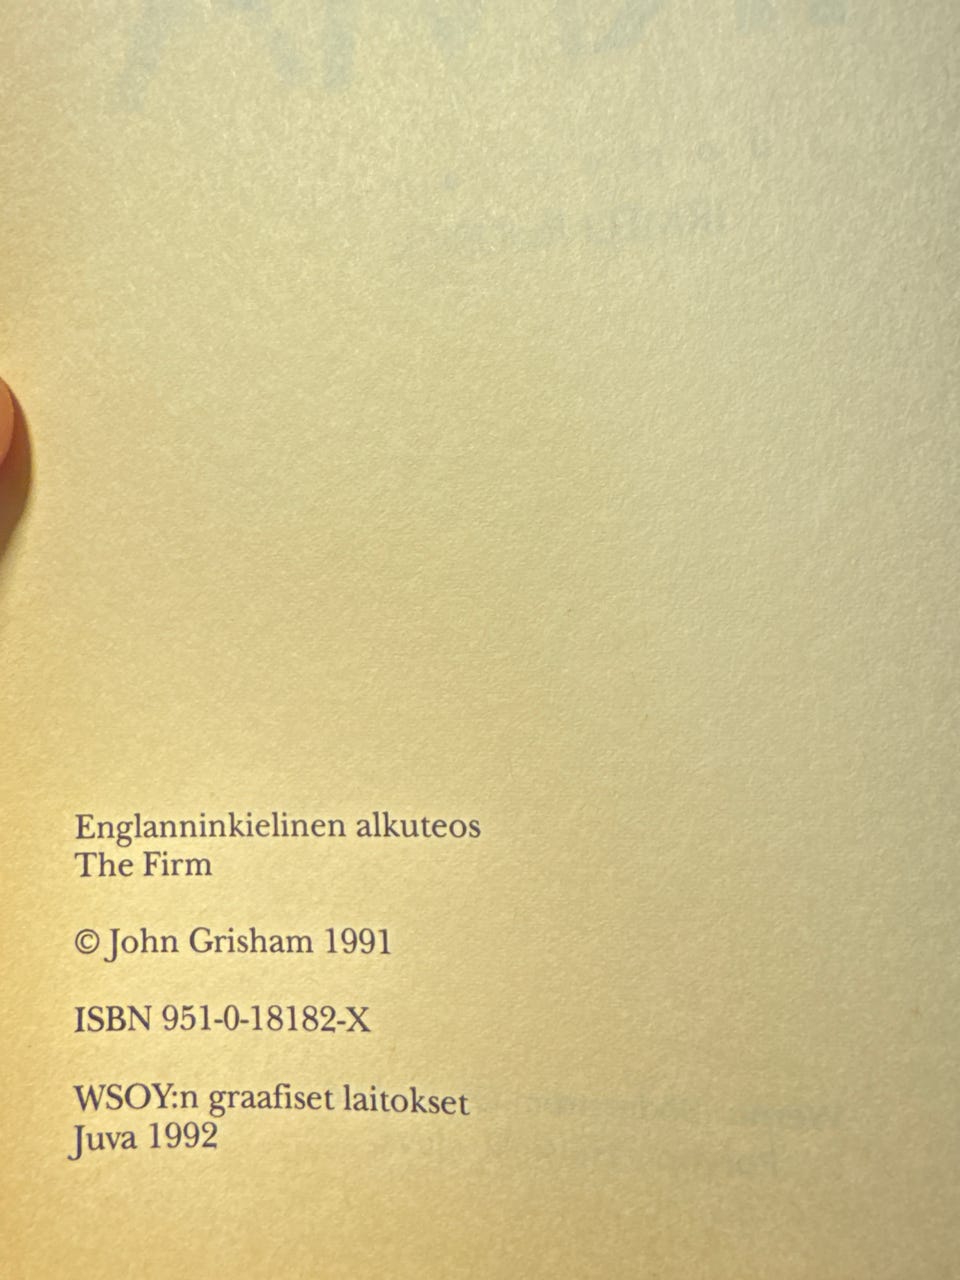 Englanninkielinen alkuteos
The Firm
© John Grisham 1991
ISBN 951-0-18182-X
WSOY:n graafiset laitokset
Juva 1992